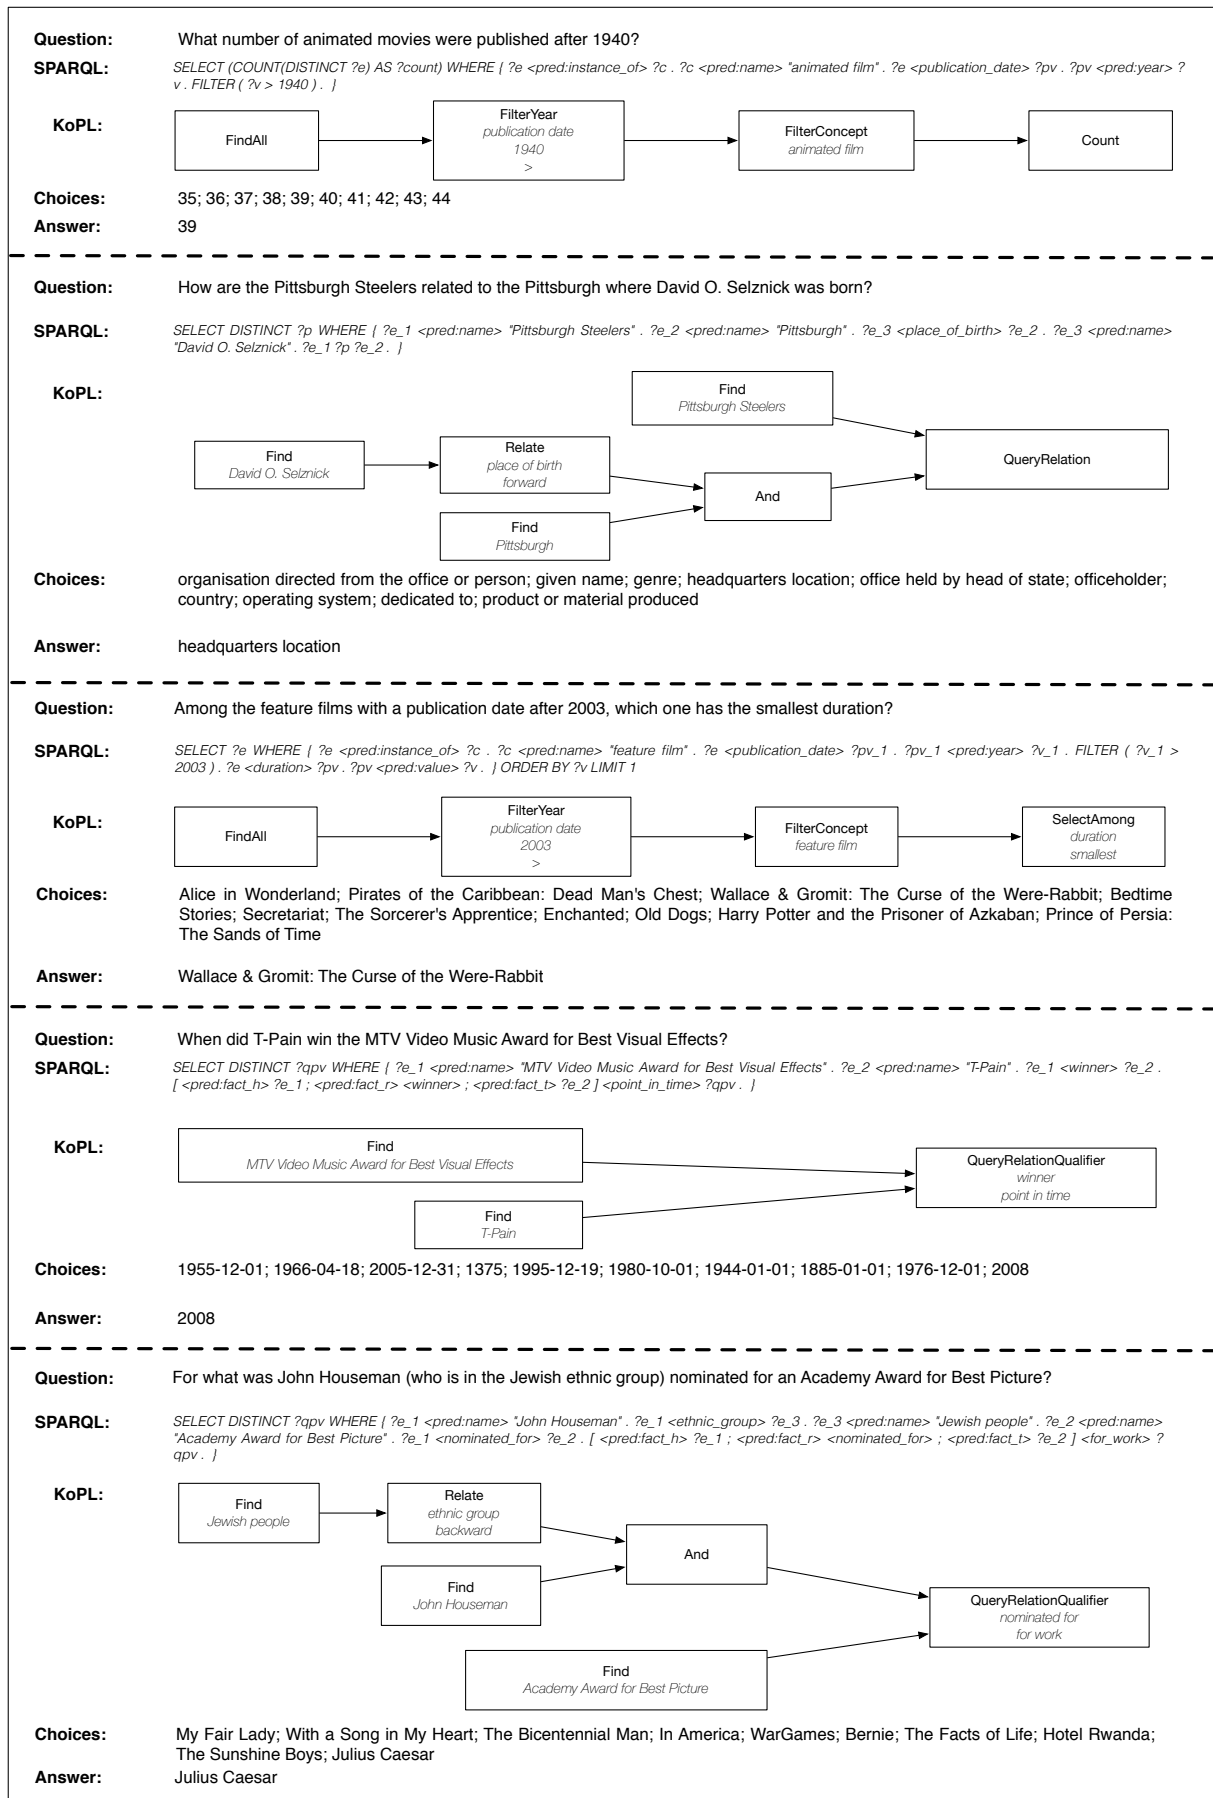 Question: What number of animated movies were published after 1940?
SPARQL: SELECT (COUNT(DISTINCT ?e) AS ?count) WHERE { ?e <pred:instance_of> ?c . ?c <pred:name> "animated film" . ?e <publication_date> ?pv . ?pv <pred:year> ?
v . FILTER ( ?v > 1940 ) . }
KoPL:
FindAll
FilterYear
publication date
1940
>
FilterConcept
animated film
Count
Choices: 35; 36; 37; 38; 39; 40; 41; 42; 43; 44
Answer: 39
Question: How are the Pittsburgh Steelers related to the Pittsburgh where David O. Selznick was born?
SPARQL: SELECT DISTINCT ?p WHERE { ?e_1 <pred:name> "Pittsburgh Steelers" . ?e_2 <pred:name> "Pittsburgh" . ?e_3 <place_of_birth> ?e_2 . ?e_3 <pred:name>
"David O. Selznick" . ?e_1 ?p ?e_2 . }
KoPL:
Find
Pittsburgh Steelers
Find
David O. Selznick
Relate
place of birth
forward
QueryRelation
And
Find
Pittsburgh
Choices: organisation directed from the office or person; given name; genre; headquarters location; office held by head of state; officeholder;
country; operating system; dedicated to; product or material produced
Answer: headquarters location
Question: Among the feature films with a publication date after 2003, which one has the smallest duration?
SPARQL: SELECT ?e WHERE { ?e <pred:instance_of> ?c . ?c <pred:name> "feature film" . ?e <publication_date> ?pv_1 . ?pv_1 <pred:year> ?v_1 . FILTER ( ?v_1 >
2003 ) . ?e <duration> ?pv . ?pv <pred:value> ?v . } ORDER BY ?v LIMIT 1
KoPL:
FindAll
FilterYear
publication date
2003
>
FilterConcept
feature film
SelectAmong
duration
smallest
Choices: Alice in Wonderland; Pirates of the Caribbean: Dead Man's Chest; Wallace & Gromit: The Curse of the Were-Rabbit; Bedtime
Stories; Secretariat; The Sorcerer's Apprentice; Enchanted; Old Dogs; Harry Potter and the Prisoner of Azkaban; Prince of Persia:
The Sands of Time
Answer: Wallace & Gromit: The Curse of the Were-Rabbit
Question: When did T-Pain win the MTV Video Music Award for Best Visual Effects?
SPARQL: SELECT DISTINCT ?qpv WHERE { ?e_1 <pred:name> "MTV Video Music Award for Best Visual Effects" . ?e_2 <pred:name> "T-Pain" . ?e_1 <winner> ?e_2 .
[ <pred:fact_h> ?e_1 ; <pred:fact_r> <winner> ; <pred:fact_t> ?e_2 ] <point_in_time> ?qpv . }
KoPL:
Find
MTV Video Music Award for Best Visual Effects
QueryRelationQualifier
winner
point in time
Find
T-Pain
Choices: 1955-12-01; 1966-04-18; 2005-12-31; 1375; 1995-12-19; 1980-10-01; 1944-01-01; 1885-01-01; 1976-12-01; 2008
Answer: 2008
Question: For what was John Houseman (who is in the Jewish ethnic group) nominated for an Academy Award for Best Picture?
SPARQL: SELECT DISTINCT ?qpv WHERE { ?e_1 <pred:name> "John Houseman" . ?e_1 <ethnic_group> ?e_3 . ?e_3 <pred:name> "Jewish people" . ?e_2 <pred:name>
"Academy Award for Best Picture" . ?e_1 <nominated_for> ?e_2 . [ <pred:fact_h> ?e_1 ; <pred:fact_r> <nominated_for> ; <pred:fact_t> ?e_2 ] <for_work> ?
qpv . }
KoPL:
Find
Jewish people
Relate
ethnic group
backward
And
Find
John Houseman
QueryRelationQualifier
nominated for
for work
Find
Academy Award for Best Picture
Choices: My Fair Lady; With a Song in My Heart; The Bicentennial Man; In America; WarGames; Bernie; The Facts of Life; Hotel Rwanda;
The Sunshine Boys; Julius Caesar
Answer: Julius Caesar